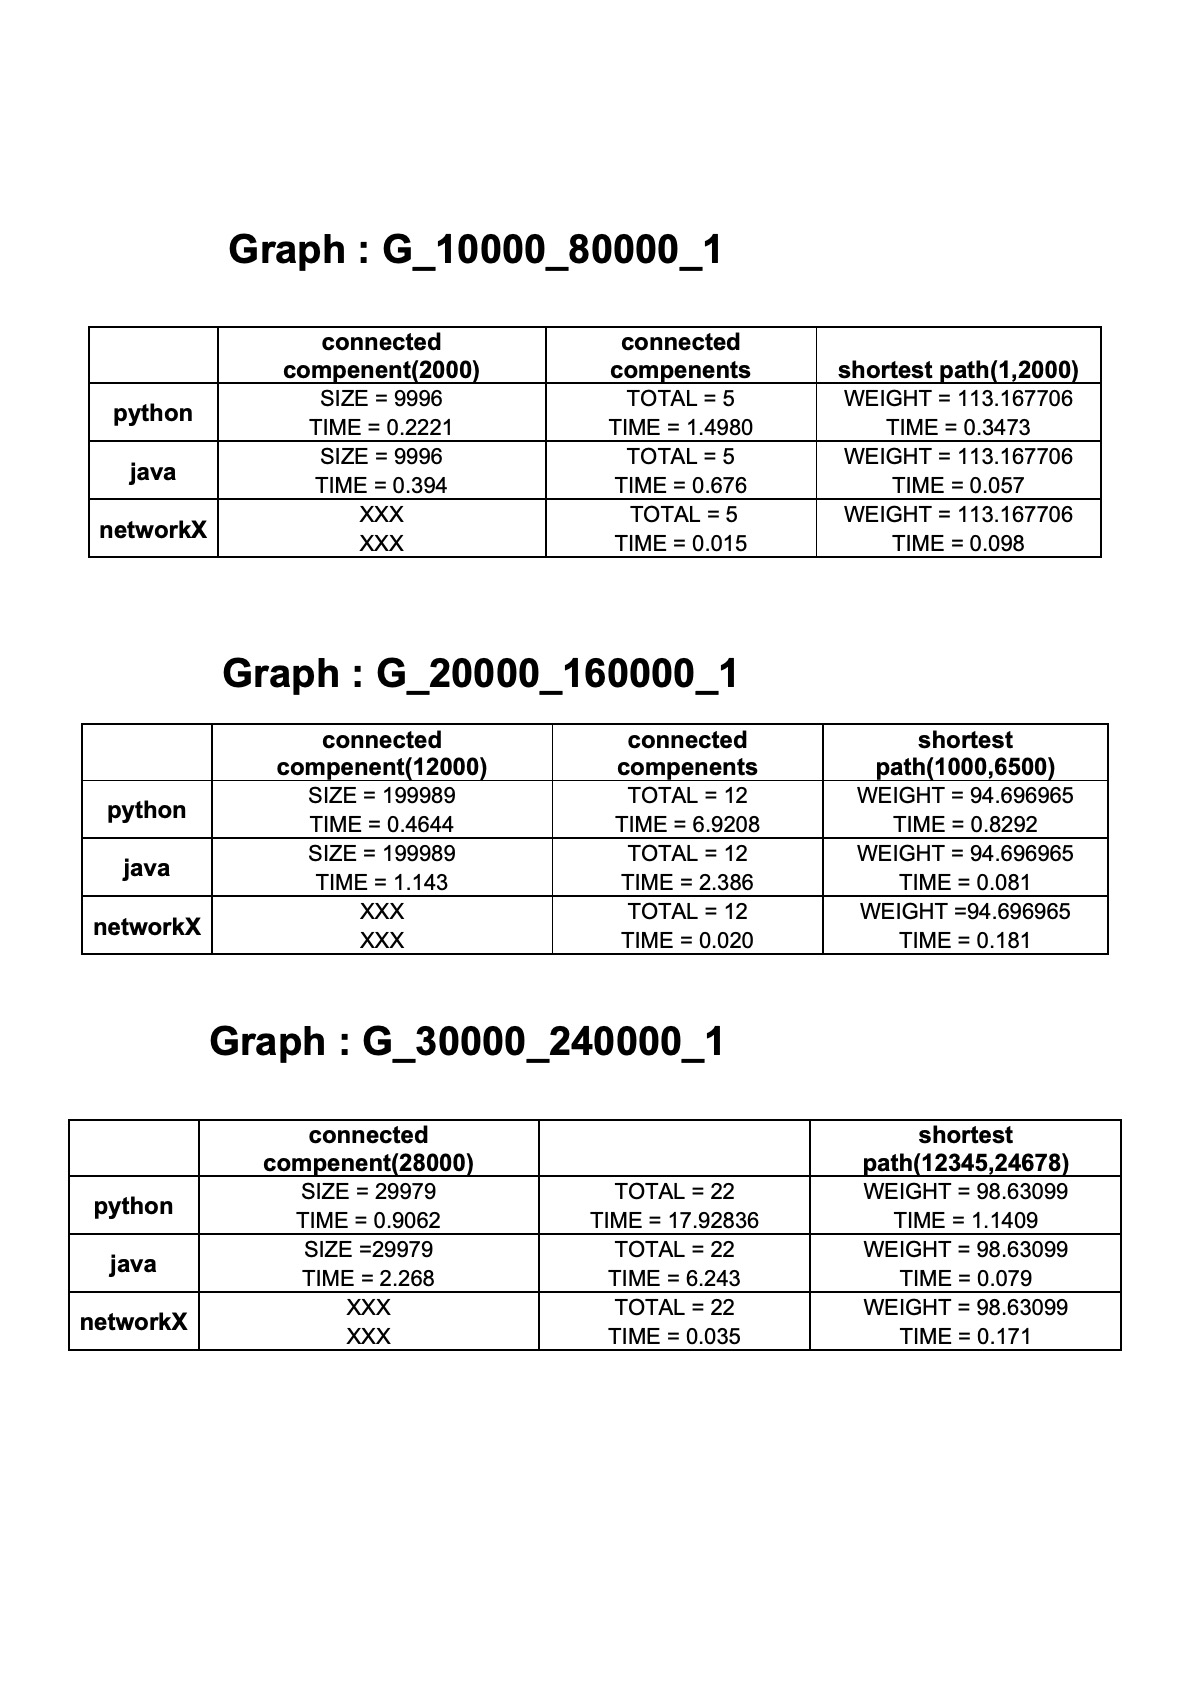 Graph : G_10000_80000_1
connected connected
compenent(2000) compenents shortest path(1,2000)
python
SIZE = 9996 TOTAL = 5 WEIGHT = 113.167706
TIME = 0.2221 TIME = 1.4980 TIME = 0.3473
java
SIZE = 9996 TOTAL = 5 WEIGHT = 113.167706
TIME = 0.394 TIME = 0.676 TIME = 0.057
networkX
XXX TOTAL = 5 WEIGHT = 113.167706
XXX TIME = 0.015 TIME = 0.098
Graph : G_20000_160000_1
connected connected shortest
compenent(12000) compenents path(1000,6500)
python
SIZE = 199989 TOTAL = 12 WEIGHT = 94.696965
TIME = 0.4644 TIME = 6.9208 TIME = 0.8292
java
SIZE = 199989 TOTAL = 12 WEIGHT = 94.696965
TIME = 1.143 TIME = 2.386 TIME = 0.081
networkX
XXX TOTAL = 12 WEIGHT =94.696965
XXX TIME = 0.020 TIME = 0.181
Graph : G_30000_240000_1
connected shortest
compenent(28000) path(12345,24678)
python
SIZE = 29979 TOTAL = 22 WEIGHT = 98.63099
TIME = 0.9062 TIME = 17.92836 TIME = 1.1409
java
SIZE =29979 TOTAL = 22 WEIGHT = 98.63099
TIME = 2.268 TIME = 6.243 TIME = 0.079
networkX
XXX TOTAL = 22 WEIGHT = 98.63099
XXX TIME = 0.035 TIME = 0.171